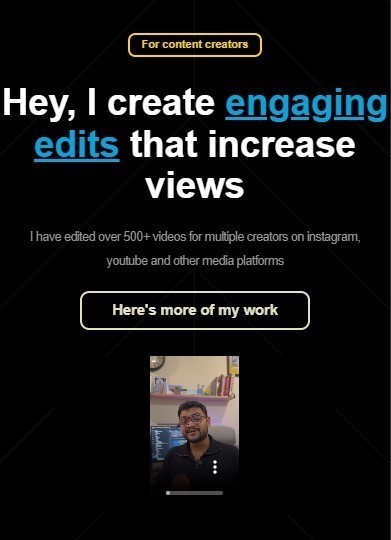 For content creators
Hey, I create engaging
edits that increase
views
I have edited over 500+ videos for multiple creators on instagram,
youtube and other media platforms
Here's more of my work